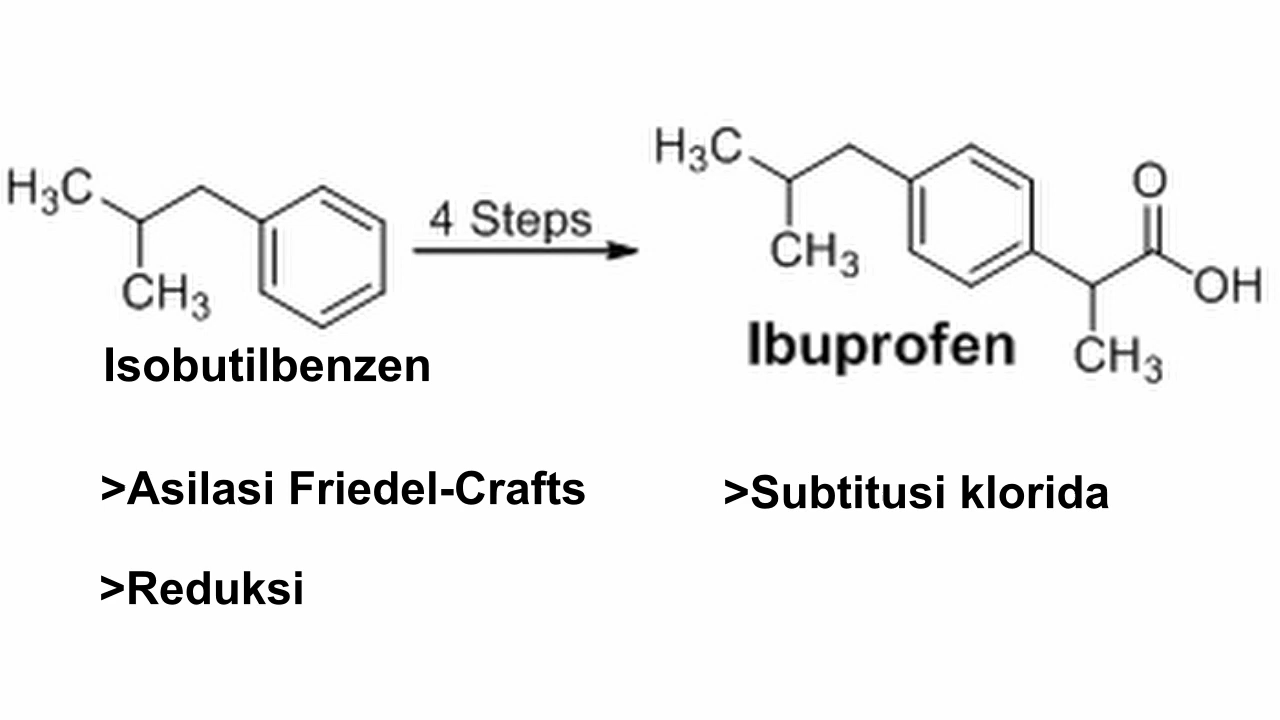 H₃C
CH₃
Isobutilbenzen
4 Steps
H₃C
CH₃
O
OH
CH₃
Ibuprofen
>Asilasi Friedel-Crafts
>Subtitusi klorida
>Reduksi